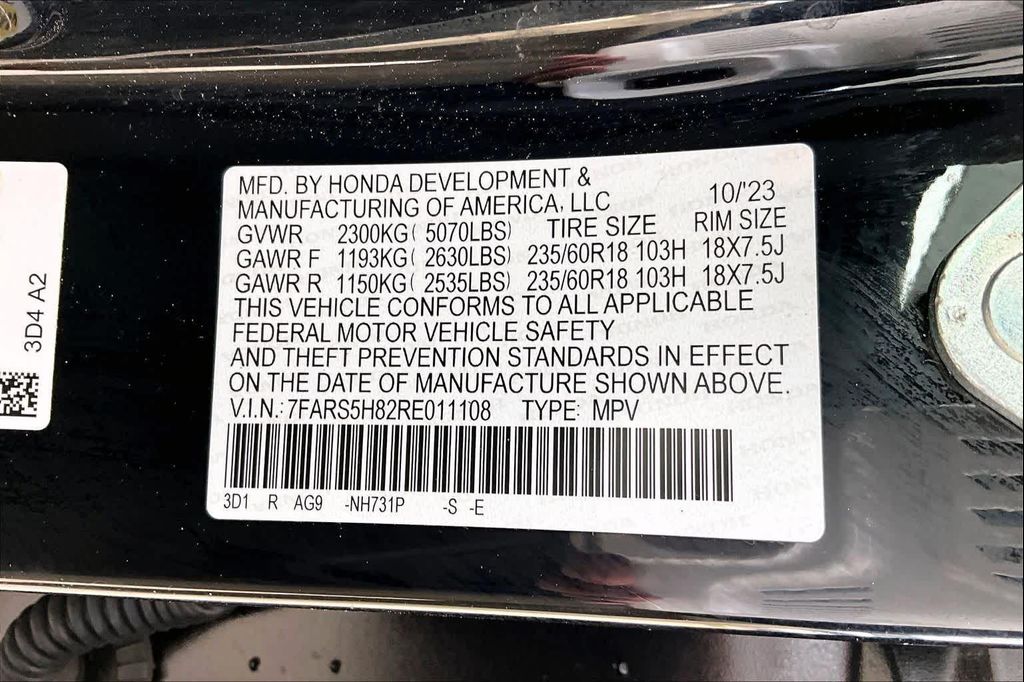 MFD. BY HONDA DEVELOPMENT &
MANUFACTURING OF AMERICA, LLC 10/'23
GVWR 2300KG( 5070LBS) TIRE SIZE RIM SIZE
GAWR F 1193KG( 2630LBS) 235/60R18 103H 18X7.5J
GAWR R 1150KG( 2535LBS) 235/60R18 103H 18X7.5J
THIS VEHICLE CONFORMS TO ALL APPLICABLE
FEDERAL MOTOR VEHICLE SAFETY
AND THEFT PREVENTION STANDARDS IN EFFECT
ON THE DATE OF MANUFACTURE SHOWN ABOVE.
V.I.N.: 7FARS5H82RE011108 TYPE: MPV
3D1 R AG9 -NH731P -S -E
3D4 A2